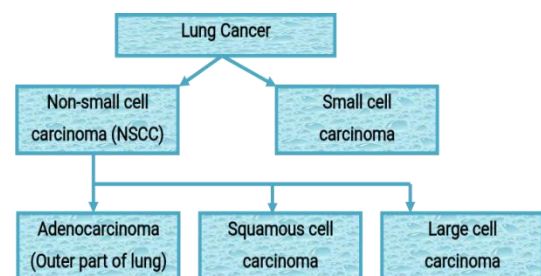 Lung Cancer
Non-small cell
carcinoma (NSCC)
Small cell
carcinoma
Adenocarcinoma
(Outer part of lung)
Squamous cell
carcinoma
Large cell
carcinoma